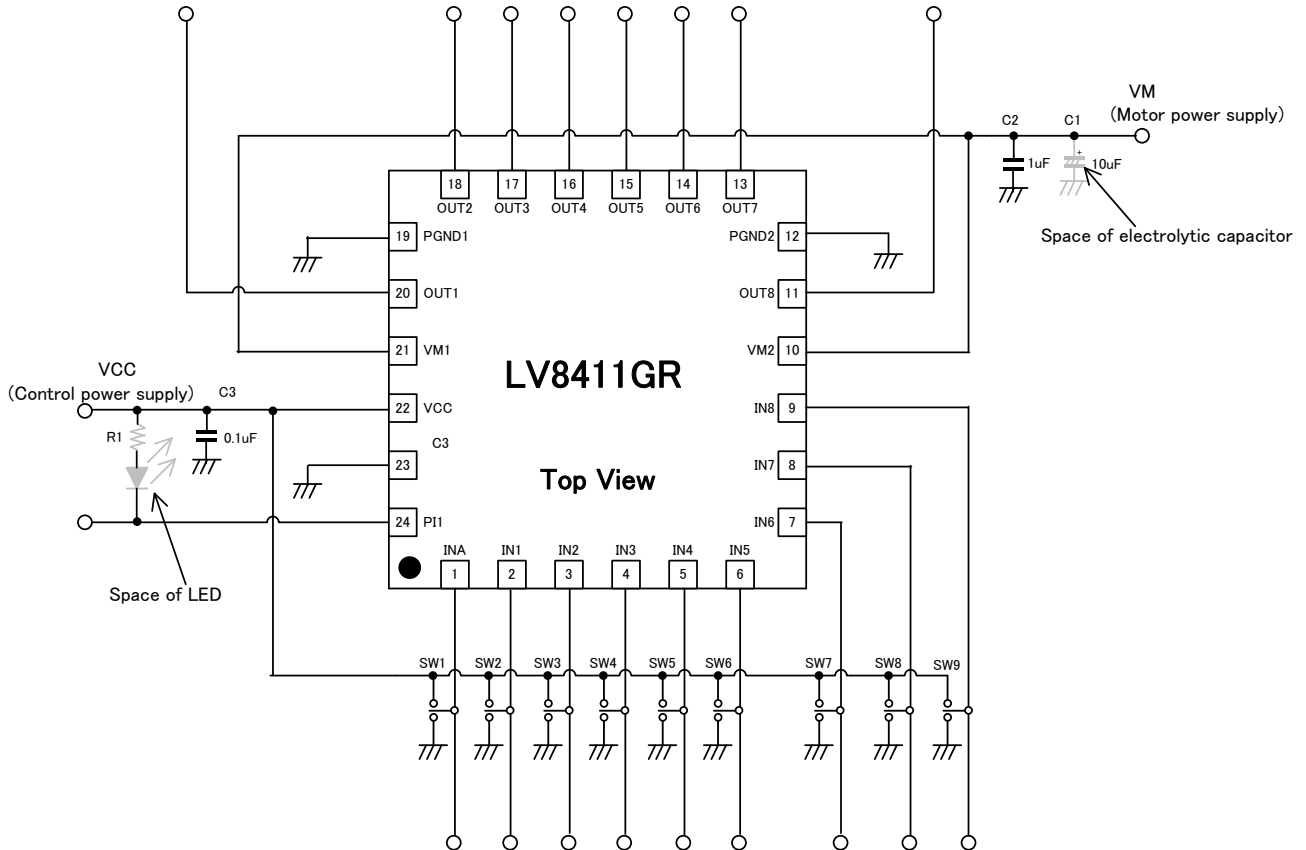 VM
(Motor power supply)
C2
C1
1uF
+
10uF
Space of electrolytic capacitor
18
17
16
15
14
13
OUT2
OUT3
OUT4
OUT5
OUT6
OUT7
19
PGND1
PGND2
12
20
OUT1
OUT8
11
21
VM1
VM2
10
LV8411GR
VCC
(Control power supply)
C3
22
VCC
IN8
9
R1
0.1uF
C3
23
Top View
IN7
8
24
PI1
IN6
7
INA
IN1
IN2
IN3
IN4
IN5
1
2
3
4
5
6
Space of LED
SW1
SW2
SW3
SW4
SW5
SW6
SW7
SW8
SW9